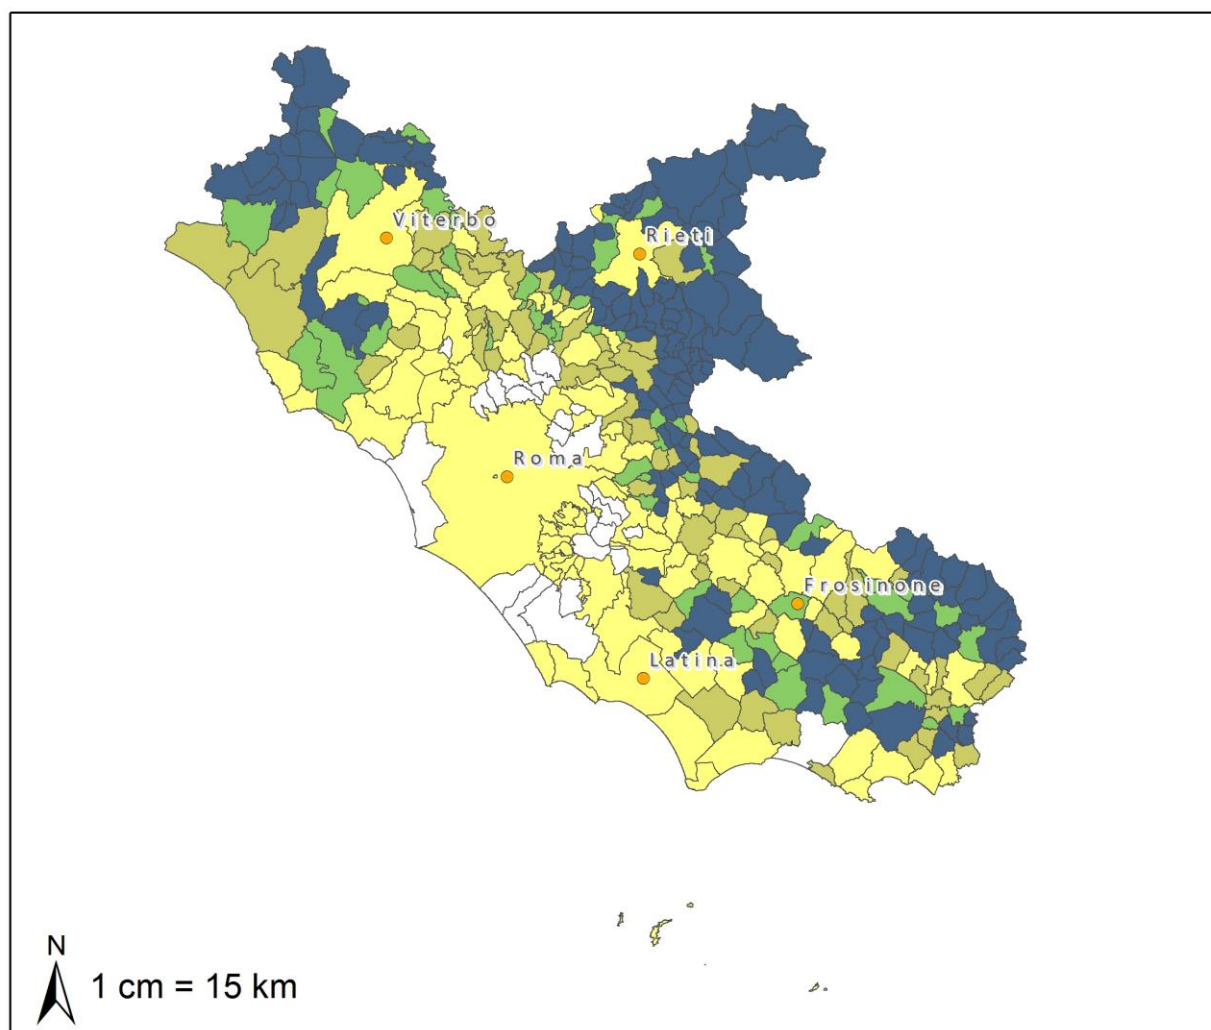 Viterbo
Rieti
Roma
Frosinone
Latina
N
1 cm = 15 km